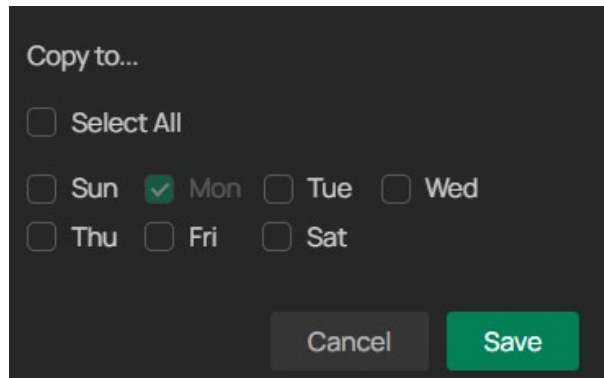 Copy to...
Select All
Sun Mon Tue Wed
Thu Fri Sat
Cancel Save